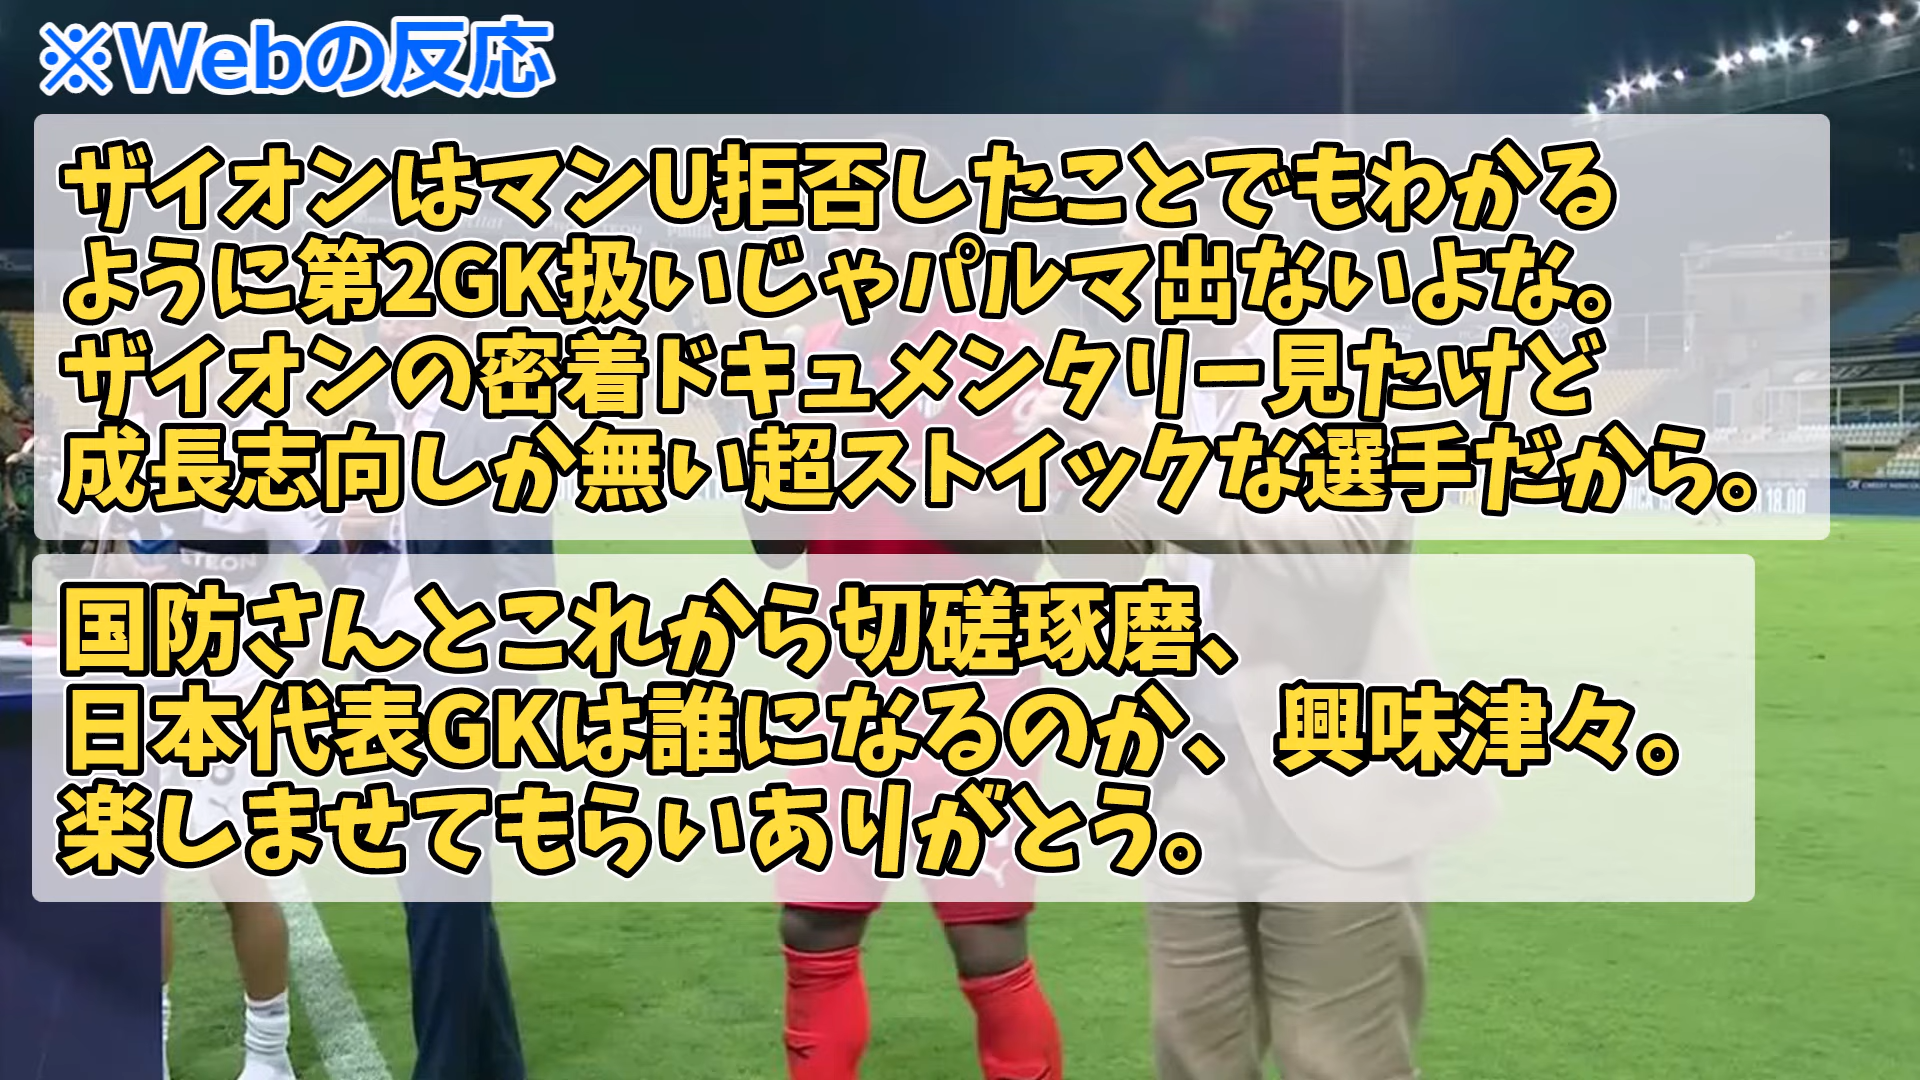 ※Webの反応
ザイオンはマンU拒否したことでもわかる
ように第2GK扱いじゃパルマ出ないよな。
ザイオンの密着ドキュメンタリー見たけど
成長志向しか無い超ストイックな選手だから。
国防さんとこれから切磋琢磨、
日本代表GKは誰になるのか、興味津々。
楽しませてもらいありがとう。
18.00